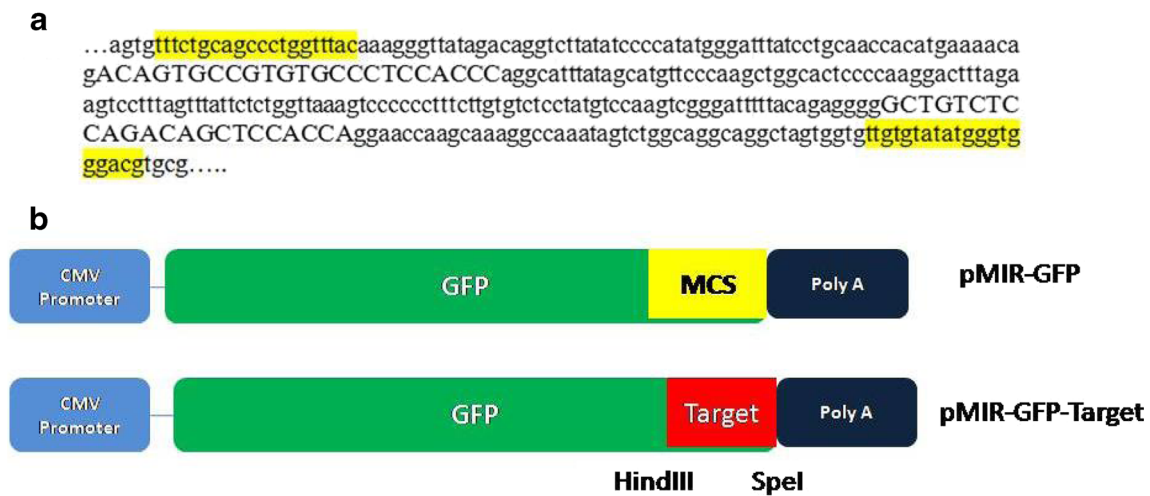 a
…agtgtttctgcagccctggtttacaaagggttatagacaggtcttatatccccatatgggatttatcctgcaaccacatgaaaaca
gACAGTGCCGTGTGCCCTCCACCCaggcatttatagcatgttcccaagctggcactccccaaggactttaga
agtcctttagtttattctctggttaaagtcccccctttcttgtgtctcctatgtccaagtcgggatttttacagaggggGCTGTCTC
CAGACAGCTCCACCAggaaccaagcaaaggccaaatagtctggcaggcaggctagtggtgttgtgtatatgggtg
ggacgtgcg…..
b
CMV
Promoter
GFP
MCS
Poly A
pMIR-GFP
CMV
Promoter
GFP
Target
Poly A
pMIR-GFP-Target
HindIII
SpeI